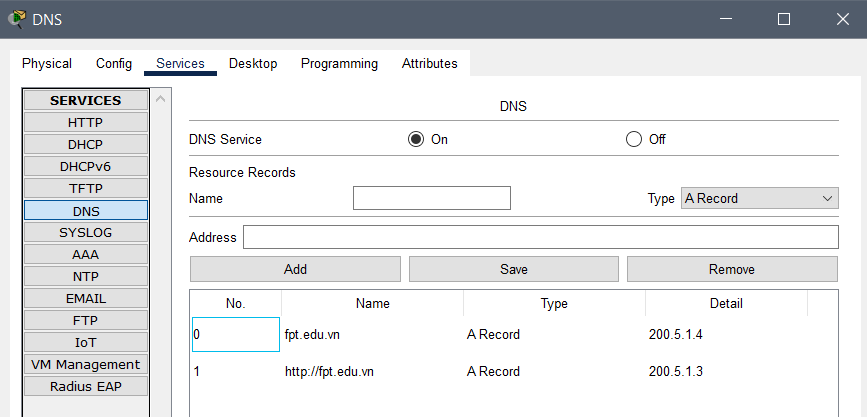 DNS
Physical Config Services Desktop Programming Attributes
SERVICES
HTTP
DHCP
DHCPv6
TFTP
DNS
SYSLOG
AAA
NTP
EMAIL
FTP
IoT
VM Management
Radius EAP
DNS
DNS Service On Off
Resource Records
Name Type A Record
Address
Add Save Remove
No. Name Type Detail
0 fpt.edu.vn A Record 200.5.1.4
1 http://fpt.edu.vn A Record 200.5.1.3